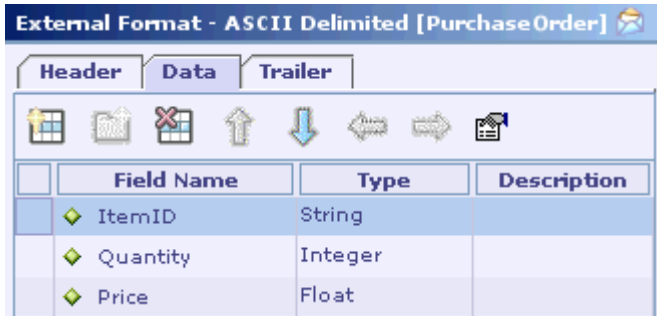 External Format - ASCII Delimited [PurchaseOrder]
Header Data Trailer
Field Name Type Description
ItemID String
Quantity Integer
Price Float